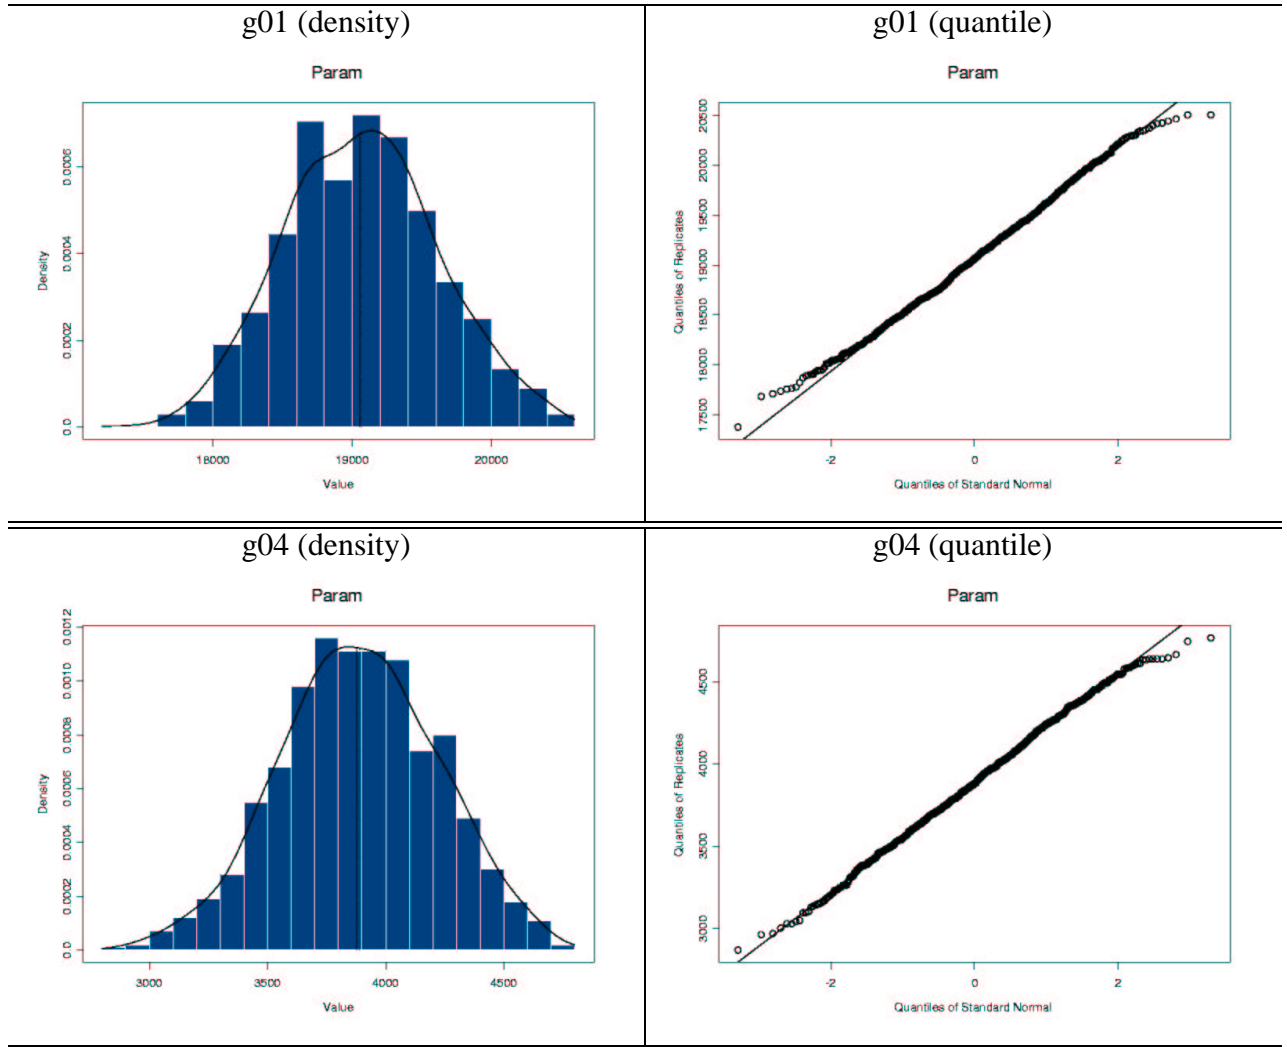 g01 (density)
Param
Density
0.0 0.0002 0.0004 0.0006
18000 19000 20000
Value
g01 (quantile)
Param
Quantiles of Replicates
17500 18000 18500 19000 19500 20000 20500
-2 0 2
Quantiles of Standard Normal
g04 (density)
Param
Density
0.0 0.0002 0.0004 0.0006 0.0008 0.0010 0.0012
3000 3500 4000 4500
Value
g04 (quantile)
Param
Quantiles of Replicates
3000 3500 4000 4500
-2 0 2
Quantiles of Standard Normal